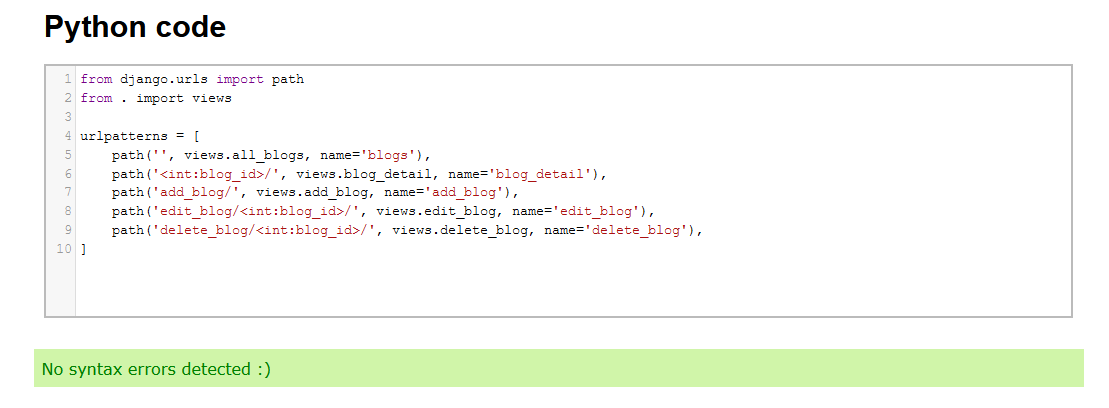 Python code
1 from django.urls import path
2 from . import views
3
4 urlpatterns = [
5     path('', views.all_blogs, name='blogs'),
6     path('<int:blog_id>/', views.blog_detail, name='blog_detail'),
7     path('add_blog/', views.add_blog, name='add_blog'),
8     path('edit_blog/<int:blog_id>/', views.edit_blog, name='edit_blog'),
9     path('delete_blog/<int:blog_id>/', views.delete_blog, name='delete_blog'),
10 ]
No syntax errors detected :)